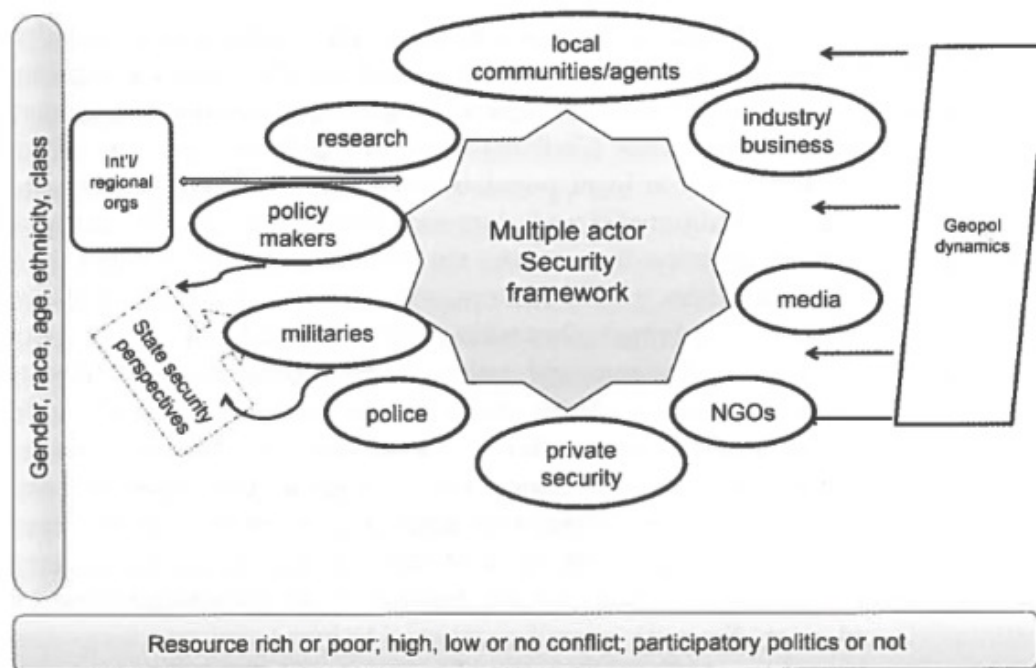 local
communities/agents
industry/
business
research
Int'l/
regional
orgs
policy
makers
Multiple actor
Security
framework
Geopol
dynamics
media
militaries
State security
perspectives
police
NGOs
private
security
Gender, race, age, ethnicity, class
Resource rich or poor; high, low or no conflict; participatory politics or not